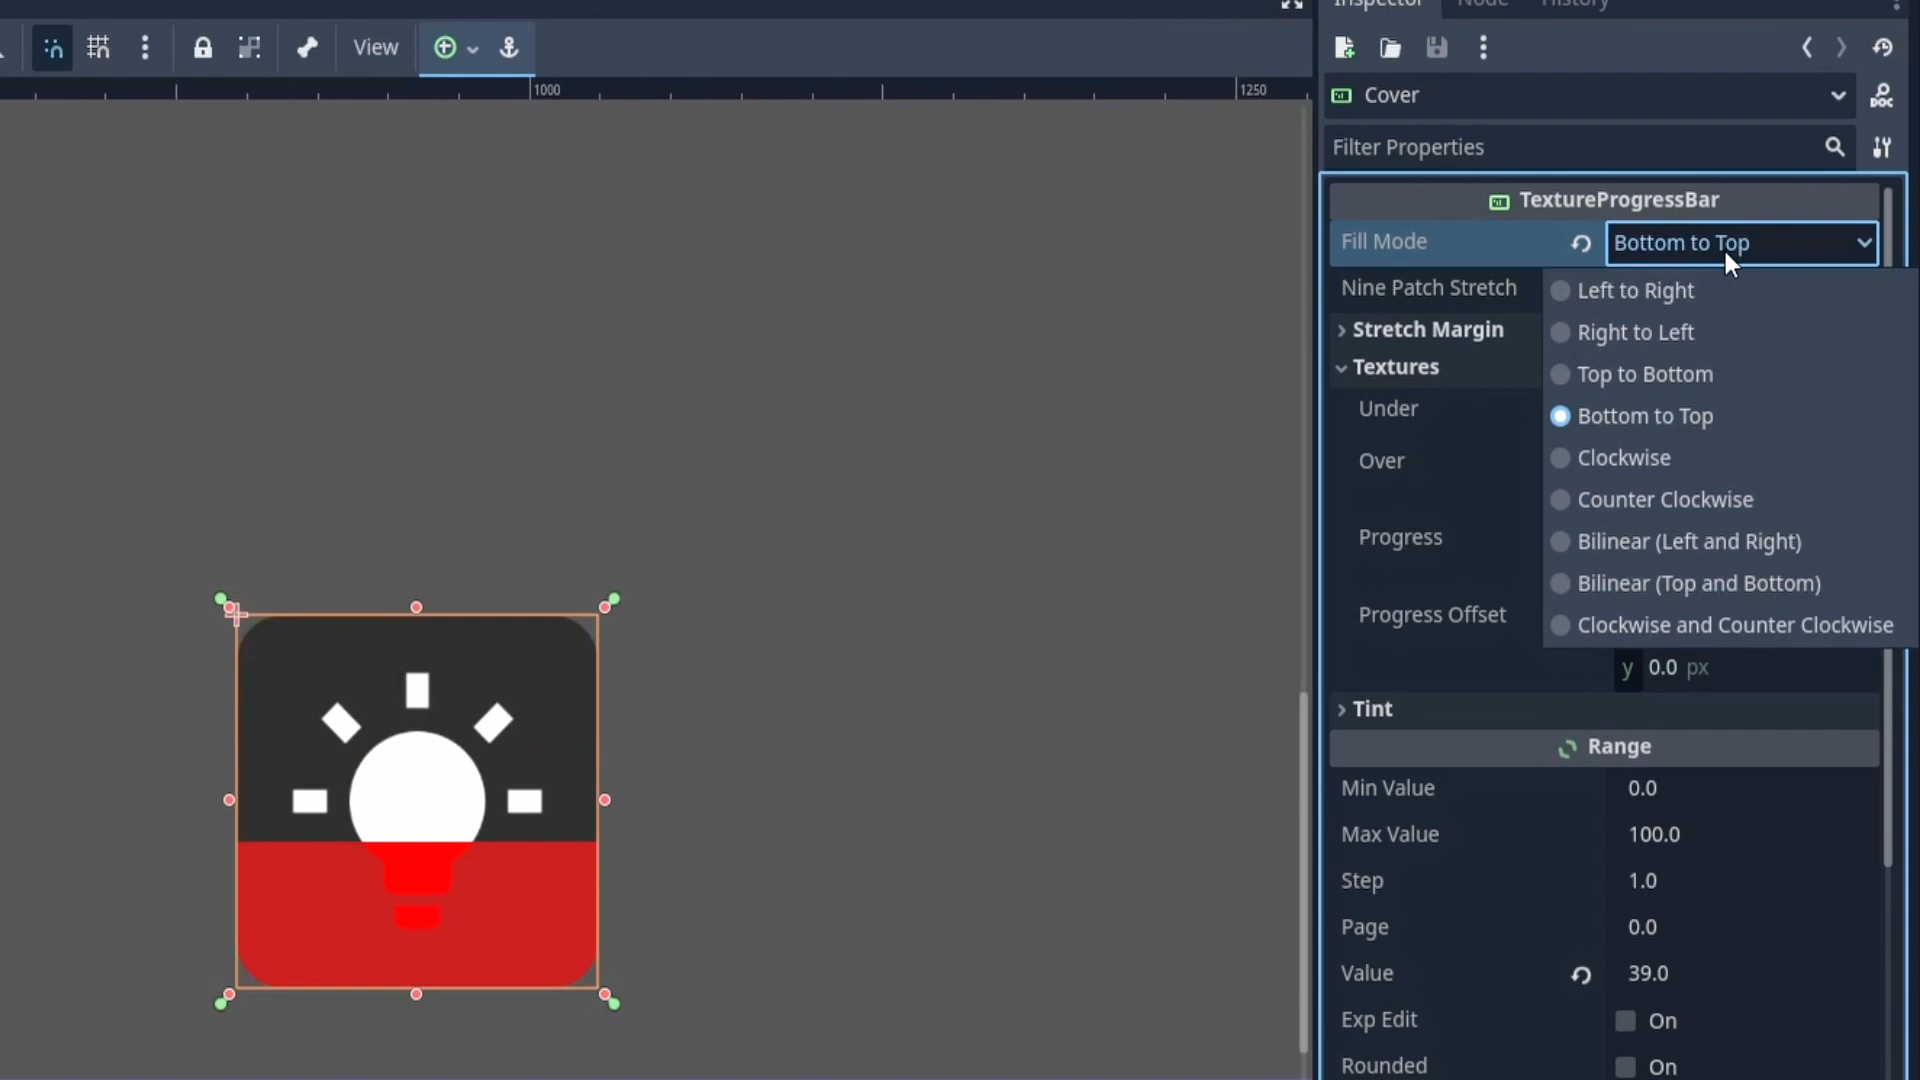 Inspector Node History
View
1000
1250
Cover
DOC
Filter Properties
TextureProgressBar
Fill Mode Bottom to Top
Nine Patch Stretch
Left to Right
Right to Left
Top to Bottom
Bottom to Top
Clockwise
Counter Clockwise
Bilinear (Left and Right)
Bilinear (Top and Bottom)
Clockwise and Counter Clockwise
Stretch Margin
Textures
Under
Over
Progress
Progress Offset
y 0.0 px
Tint
Range
Min Value 0.0
Max Value 100.0
Step 1.0
Page 0.0
Value 39.0
Exp Edit On
Rounded On